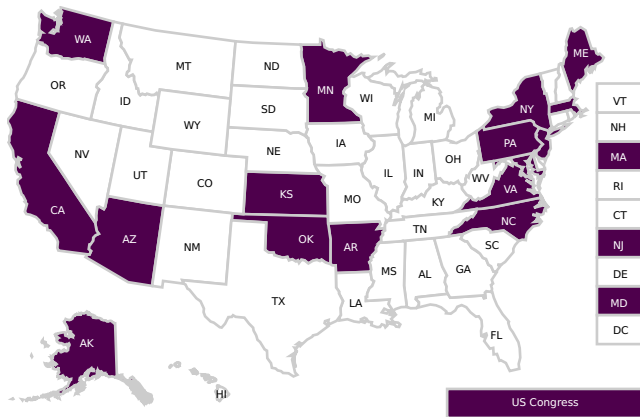 WA
ME
MT
ND
MN
OR
ID
WI
NY
VT
SD
MI
WY
NH
IA
PA
NE
NV
OH
MA
UT
IL
IN
CO
WV
RI
KS
VA
MO
KY
CA
CT
NC
TN
AZ
OK
AR
NJ
NM
SC
MS
AL
GA
DE
TX
LA
MD
DC
FL
AK
HI
US Congress